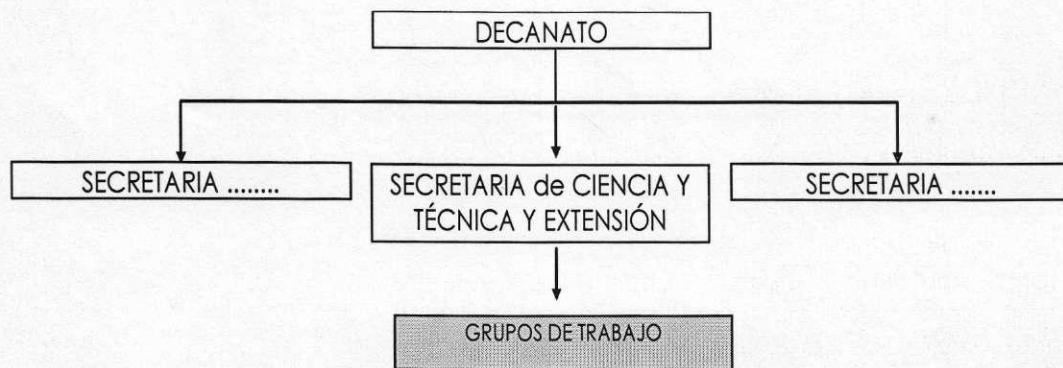 DECANATO
SECRETARIA ........
SECRETARIA de CIENCIA Y
TÉCNICA Y EXTENSIÓN
SECRETARIA .......
GRUPOS DE TRABAJO